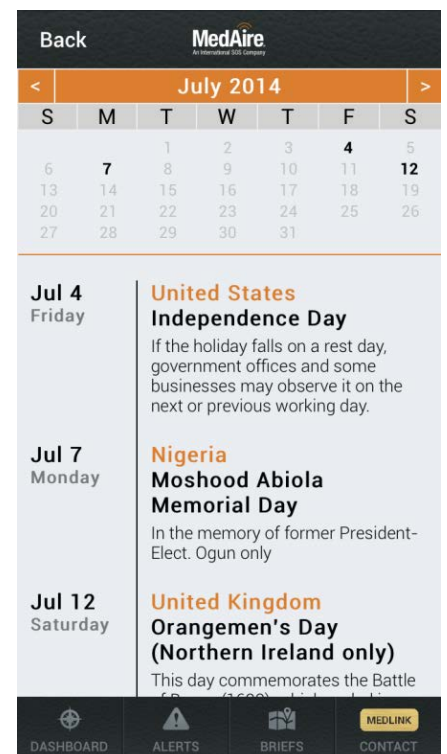 Back
MedAire
An International SOS Company
< July 2014 >
S M T W T F S
1 2 3 4 5
6 7 8 9 10 11 12
13 14 15 16 17 18 19
20 21 22 23 24 25 26
27 28 29 30 31
Jul 4
Friday
United States
Independence Day
If the holiday falls on a rest day,
government offices and some
businesses may observe it on the
next or previous working day.
Jul 7
Monday
Nigeria
Moshood Abiola
Memorial Day
In the memory of former President-
Elect. Ogun only
Jul 12
Saturday
United Kingdom
Orangemen's Day
(Northern Ireland only)
This day commemorates the Battle
DASHBOARD
ALERTS
BRIEFS
MEDLINK
CONTACT